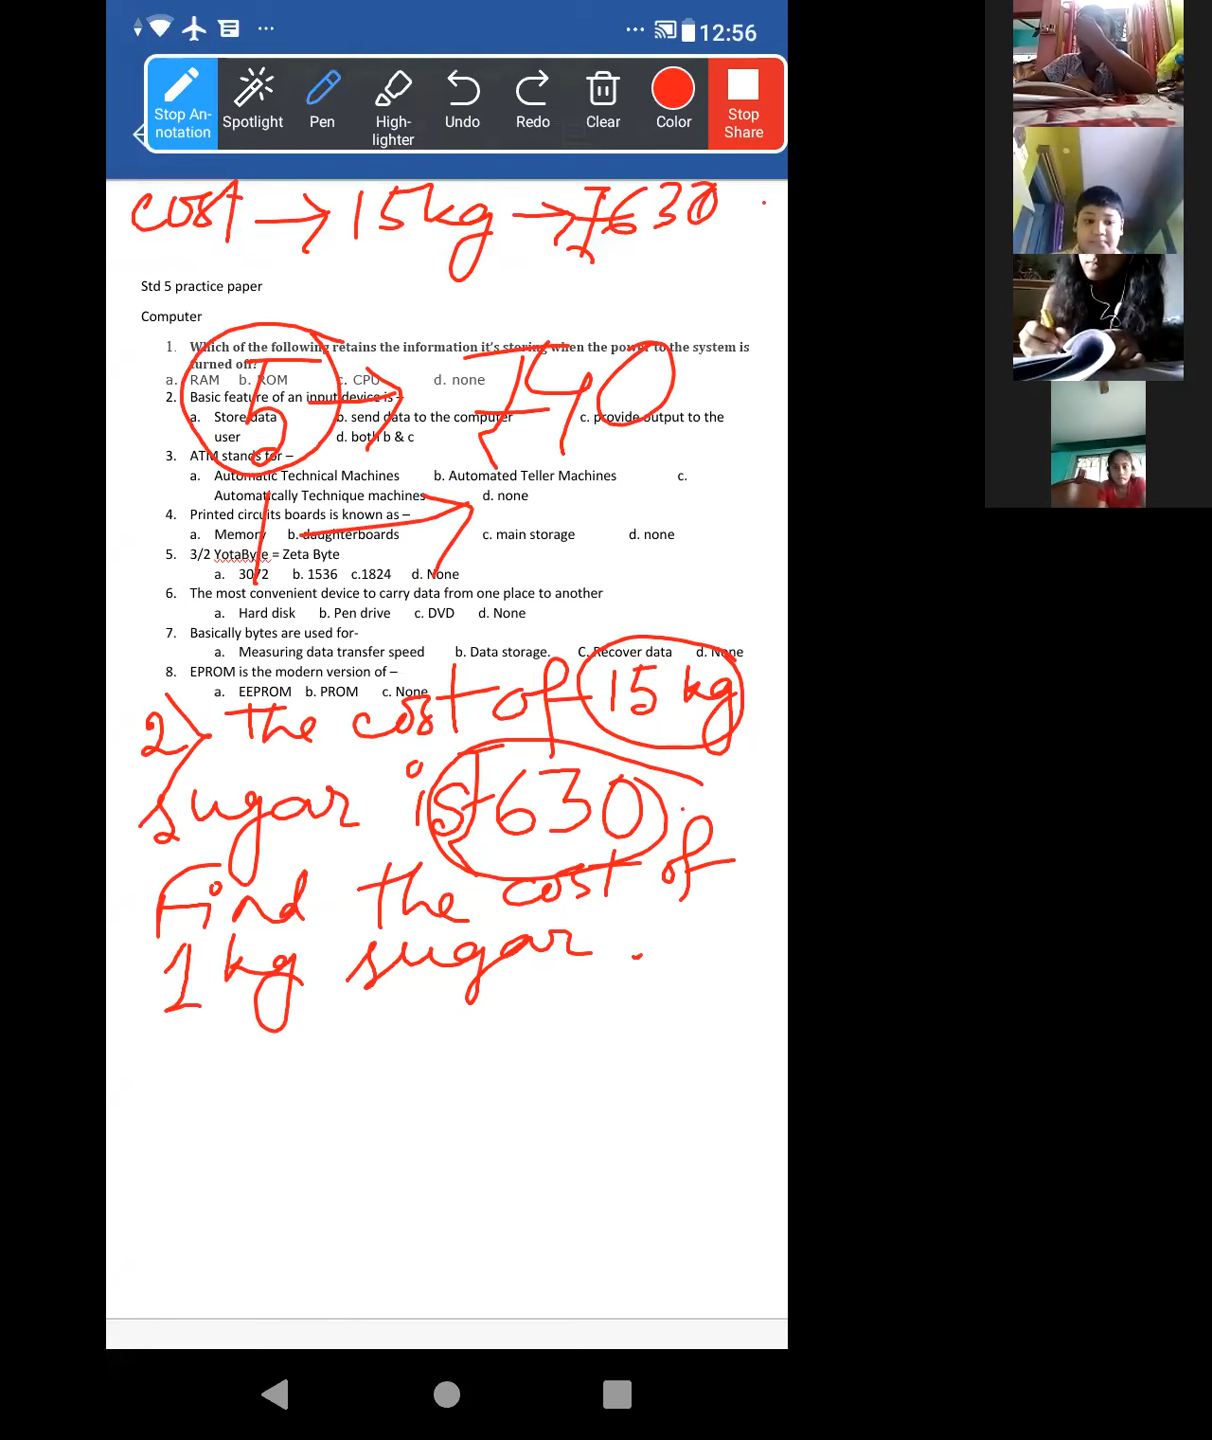 12:56
Stop An-
notation
Spotlight
Pen
High-
lighter
Undo
Redo
Clear
Color
Stop
Share
cost → 15kg → ₹630
Std 5 practice paper
Computer
1. Which of the following retains the information it's storing when the power to the system is
turned off?
a. RAM b. ROM c. CPU d. none
2. Basic feature of an input device is –
a. Store data b. send data to the computer c. provide output to the
user d. both b & c
3. ATM stands for –
a. Automatic Technical Machines b. Automated Teller Machines c.
Automatically Technique machines d. none
4. Printed circuits boards is known as –
a. Memory b. daughterboards c. main storage d. none
5. 3/2 YotaByte = Zeta Byte
a. 3072 b. 1536 c.1824 d. None
6. The most convenient device to carry data from one place to another
a. Hard disk b. Pen drive c. DVD d. None
7. Basically bytes are used for-
a. Measuring data transfer speed b. Data storage. C. Recover data d. None
8. EPROM is the modern version of –
a. EEPROM b. PROM c. None
5 → ₹90
1 →
2) The cost of 15 kg
sugar is ₹630.
Find the cost of
1 kg sugar.